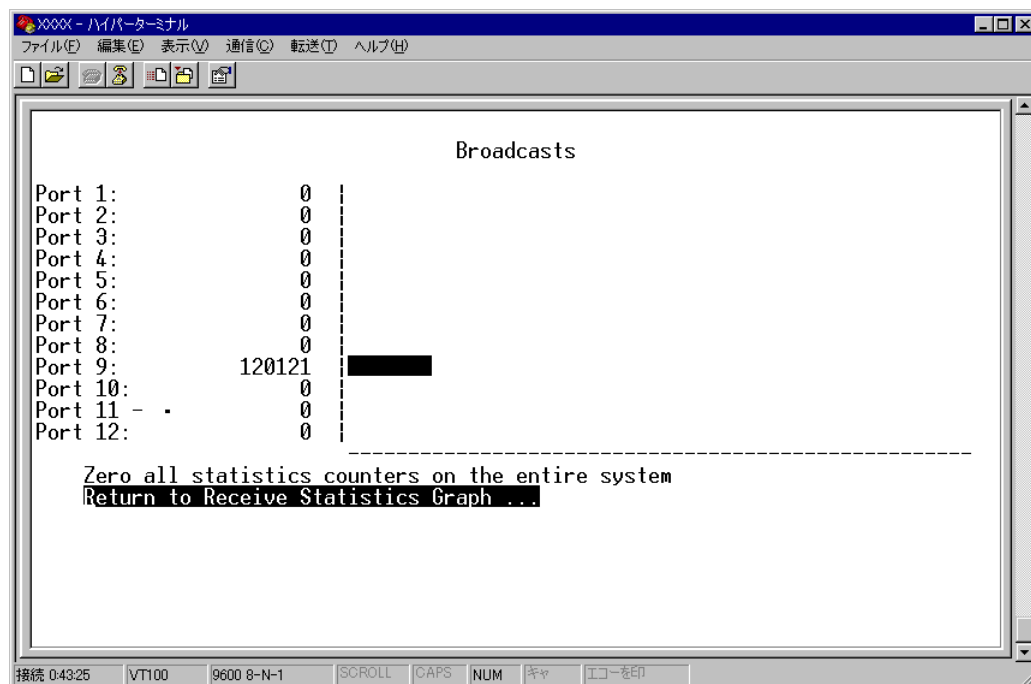 XXXX - ハイパーターミナル
ファイル(F) 編集(E) 表示(V) 通信(C) 転送(T) ヘルプ(H)
Broadcasts
Port 1: 0 |
Port 2: 0 |
Port 3: 0 |
Port 4: 0 |
Port 5: 0 |
Port 6: 0 |
Port 7: 0 |
Port 8: 0 |
Port 9: 120121 |
Port 10: 0 |
Port 11 - · 0 |
Port 12: 0 |
----------------------------------------------------
Zero all statistics counters on the entire system
Return to Receive Statistics Graph ...
接続 0:43:25 VT100 9600 8-N-1 SCROLL CAPS NUM キャ エコーを印